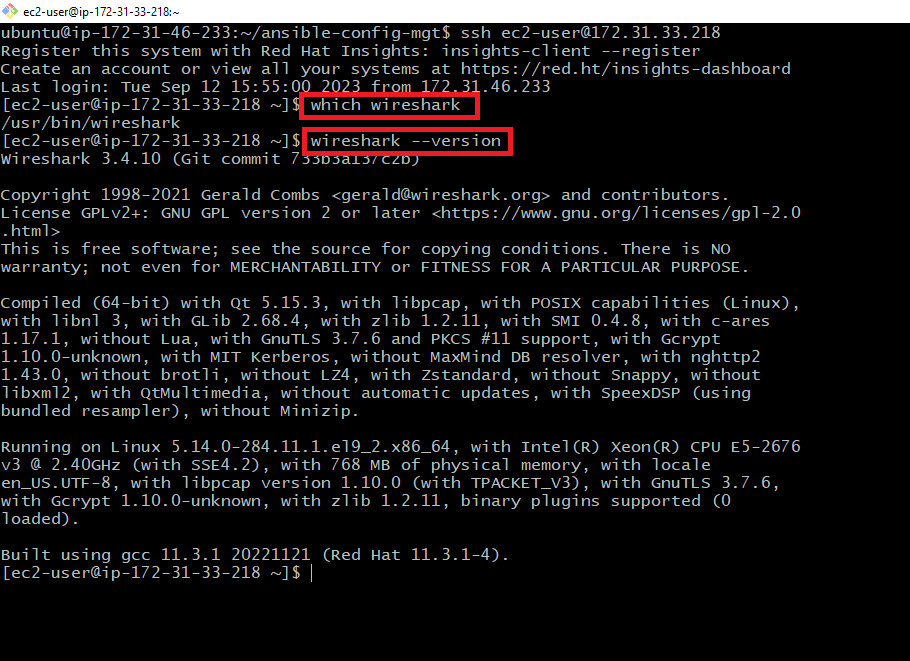 ec2-user@ip-172-31-33-218:~
ubuntu@ip-172-31-46-233:~/ansible-config-mgt$ ssh ec2-user@172.31.33.218
Register this system with Red Hat Insights: insights-client --register
Create an account or view all your systems at https://red.ht/insights-dashboard
Last login: Tue Sep 12 15:55:00 2023 from 172.31.46.233
[ec2-user@ip-172-31-33-218 ~]$ which wireshark
/usr/bin/wireshark
[ec2-user@ip-172-31-33-218 ~]$ wireshark --version
Wireshark 3.4.10 (Git commit 733b3a137c2b)

Copyright 1998-2021 Gerald Combs <gerald@wireshark.org> and contributors.
License GPLv2+: GNU GPL version 2 or later <https://www.gnu.org/licenses/gpl-2.0
.html>
This is free software; see the source for copying conditions. There is NO
warranty; not even for MERCHANTABILITY or FITNESS FOR A PARTICULAR PURPOSE.

Compiled (64-bit) with Qt 5.15.3, with libpcap, with POSIX capabilities (Linux),
with libnl 3, with GLib 2.68.4, with zlib 1.2.11, with SMI 0.4.8, with c-ares
1.17.1, without Lua, with GnuTLS 3.7.6 and PKCS #11 support, with Gcrypt
1.10.0-unknown, with MIT Kerberos, without MaxMind DB resolver, with nghttp2
1.43.0, without brotli, without LZ4, with Zstandard, without Snappy, without
libxml2, with QtMultimedia, without automatic updates, with SpeexDSP (using
bundled resampler), without Minizip.

Running on Linux 5.14.0-284.11.1.el9_2.x86_64, with Intel(R) Xeon(R) CPU E5-2676
v3 @ 2.40GHz (with SSE4.2), with 768 MB of physical memory, with locale
en_US.UTF-8, with libpcap version 1.10.0 (with TPACKET_V3), with GnuTLS 3.7.6,
with Gcrypt 1.10.0-unknown, with zlib 1.2.11, binary plugins supported (0
loaded).

Built using gcc 11.3.1 20221121 (Red Hat 11.3.1-4).
[ec2-user@ip-172-31-33-218 ~]$